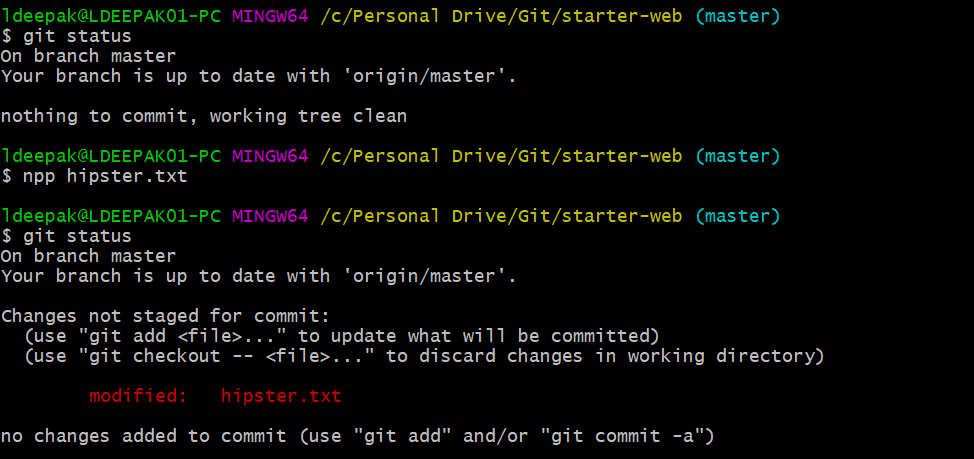 ldeepak@LDEEPAK01-PC MINGW64 /c/Personal Drive/Git/starter-web (master)
$ git status
On branch master
Your branch is up to date with 'origin/master'.
nothing to commit, working tree clean
ldeepak@LDEEPAK01-PC MINGW64 /c/Personal Drive/Git/starter-web (master)
$ npp hipster.txt
ldeepak@LDEEPAK01-PC MINGW64 /c/Personal Drive/Git/starter-web (master)
$ git status
On branch master
Your branch is up to date with 'origin/master'.
Changes not staged for commit:
(use "git add <file>..." to update what will be committed)
(use "git checkout -- <file>..." to discard changes in working directory)
modified: hipster.txt
no changes added to commit (use "git add" and/or "git commit -a")